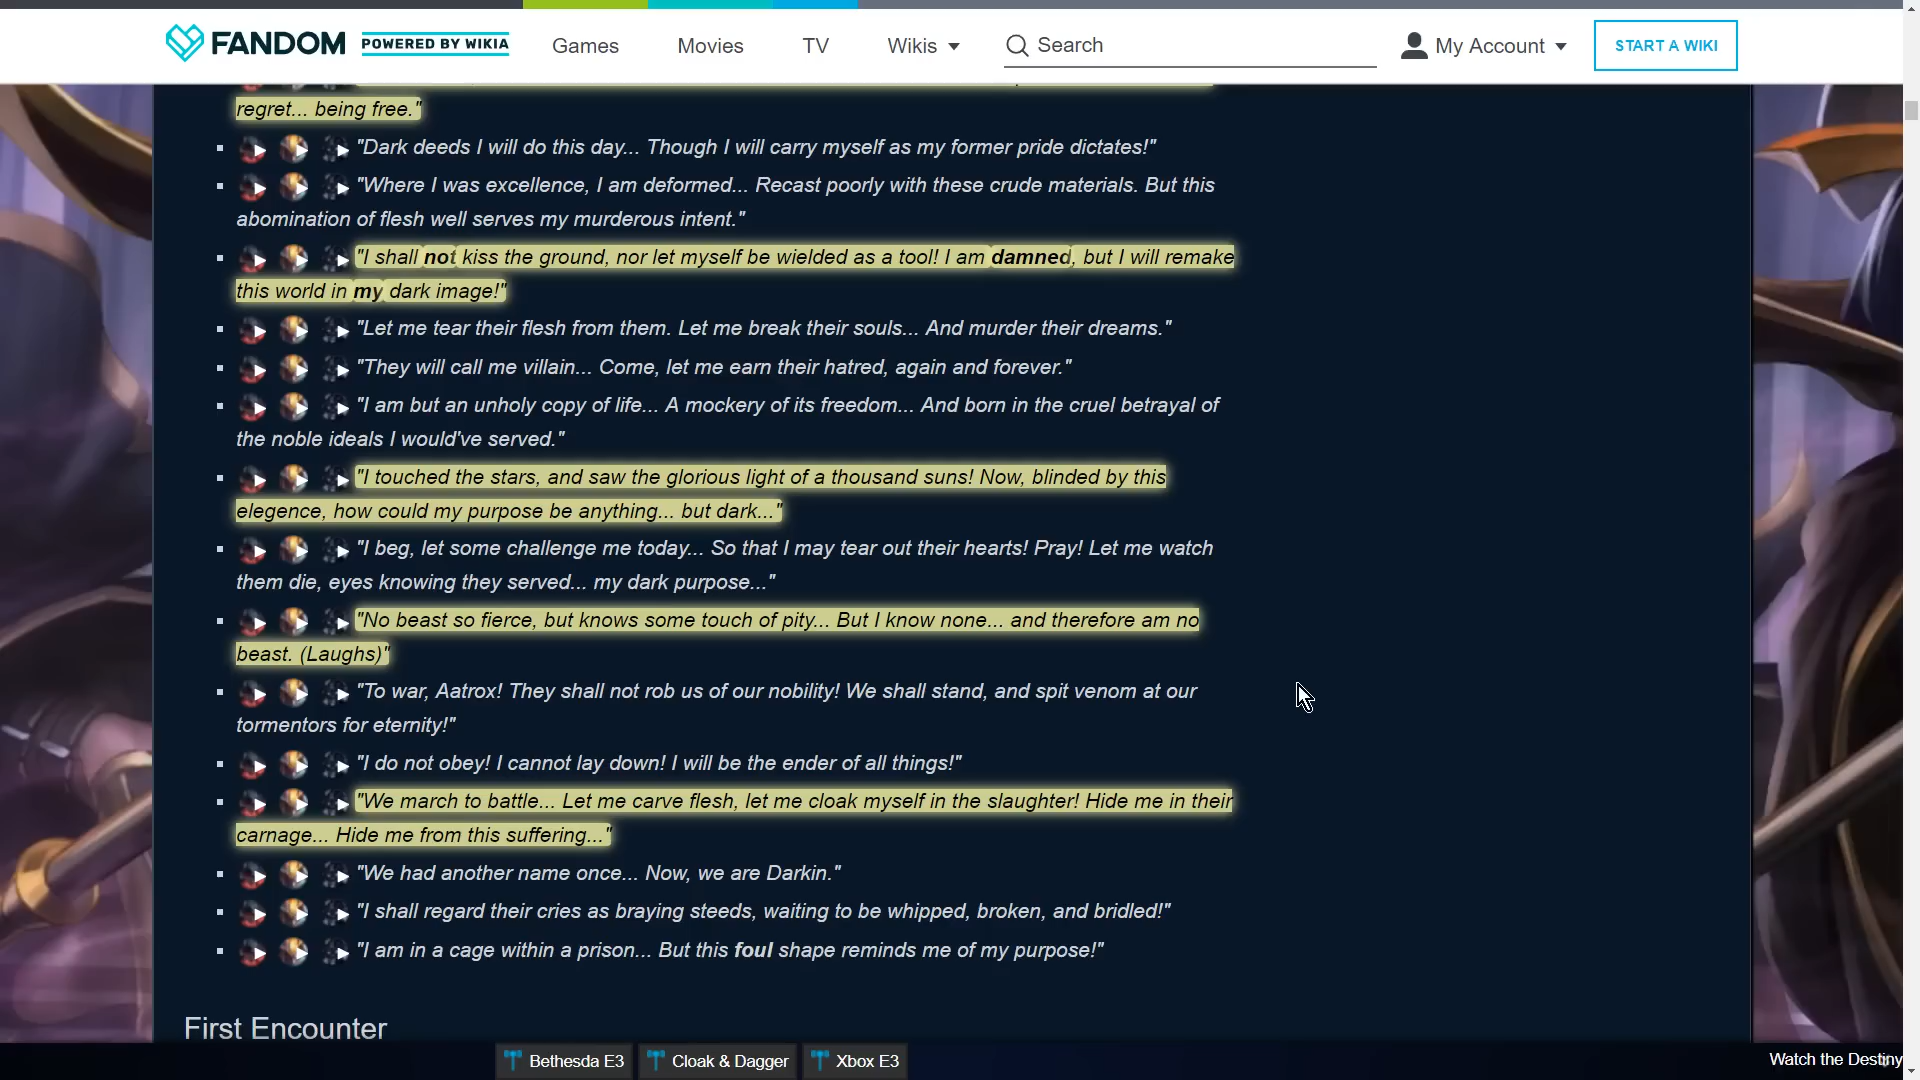 FANDOM POWERED BY WIKIA Games Movies TV Wikis Search My Account START A WIKI
regret... being free."
"Dark deeds I will do this day... Though I will carry myself as my former pride dictates!"
"Where I was excellence, I am deformed... Recast poorly with these crude materials. But this
abomination of flesh well serves my murderous intent."
"I shall not kiss the ground, nor let myself be wielded as a tool! I am damned, but I will remake
this world in my dark image!"
"Let me tear their flesh from them. Let me break their souls... And murder their dreams."
"They will call me villain... Come, let me earn their hatred, again and forever."
"I am but an unholy copy of life... A mockery of its freedom... And born in the cruel betrayal of
the noble ideals I would've served."
"I touched the stars, and saw the glorious light of a thousand suns! Now, blinded by this
elegence, how could my purpose be anything... but dark..."
"I beg, let some challenge me today... So that I may tear out their hearts! Pray! Let me watch
them die, eyes knowing they served... my dark purpose..."
"No beast so fierce, but knows some touch of pity... But I know none... and therefore am no
beast. (Laughs)"
"To war, Aatrox! They shall not rob us of our nobility! We shall stand, and spit venom at our
tormentors for eternity!"
"I do not obey! I cannot lay down! I will be the ender of all things!"
"We march to battle... Let me carve flesh, let me cloak myself in the slaughter! Hide me in their
carnage... Hide me from this suffering..."
"We had another name once... Now, we are Darkin."
"I shall regard their cries as braying steeds, waiting to be whipped, broken, and bridled!"
"I am in a cage within a prison... But this foul shape reminds me of my purpose!"
First Encounter
Bethesda E3 Cloak & Dagger Xbox E3 Watch the Destiny